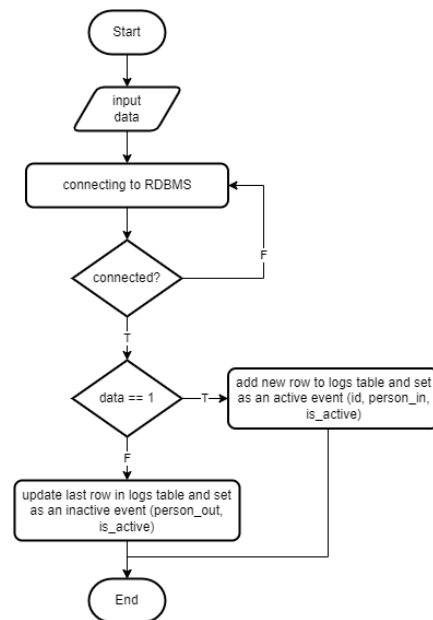 Start
input
data
connecting to RDBMS
F
connected?
T
data == 1
T
add new row to logs table and set
as an active event (id, person_in,
is_active)
F
update last row in logs table and set
as an inactive event (person_out,
is_active)
End